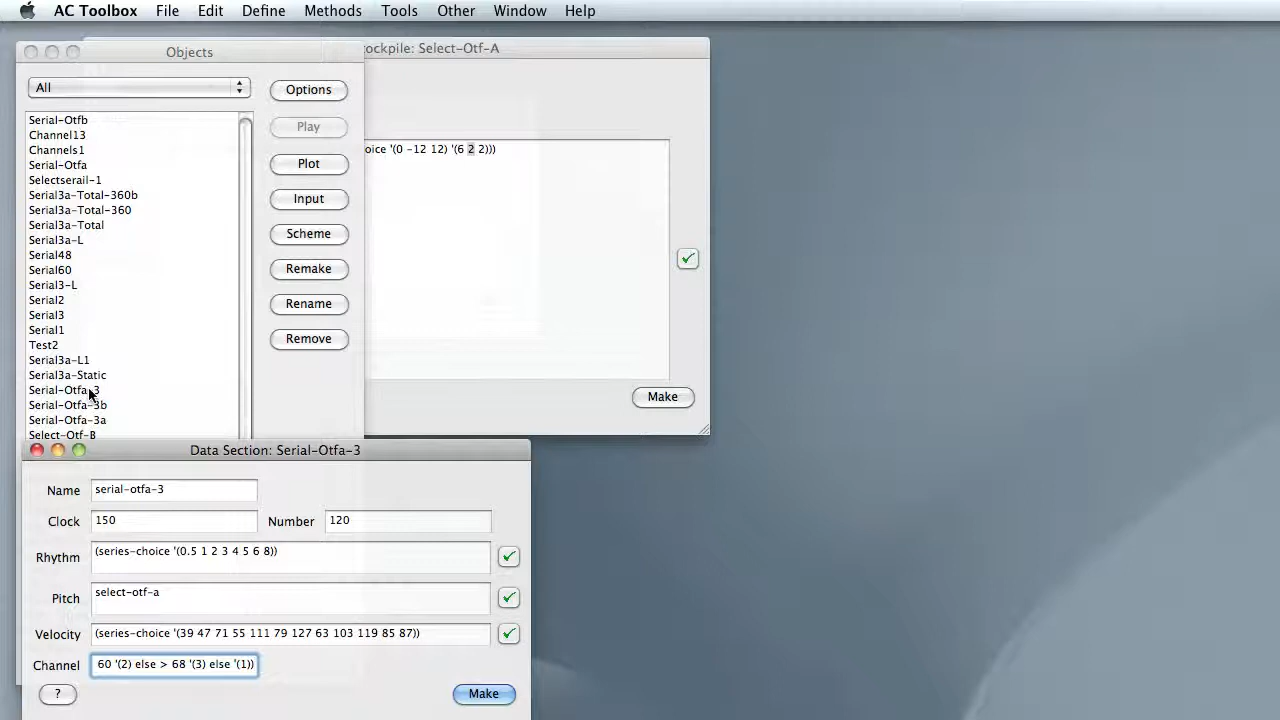 AC Toolbox File Edit Define Methods Tools Other Window Help
Objects
ockpile: Select-Otf-A
All
Options
Play
Plot
Input
Scheme
Remake
Rename
Remove
Serial-Otfb
Channel13
Channels1
Serial-Otfa
Selectserail-1
Serial3a-Total-360b
Serial3a-Total-360
Serial3a-Total
Serial3a-L
Serial48
Serial60
Serial3-L
Serial2
Serial3
Serial1
Test2
Serial3a-L1
Serial3a-Static
Serial-Otfa-3
Serial-Otfa-3b
Serial-Otfa-3a
Select-Otf-B
oice '(0 -12 12) '(6 2 2)))
Make
Data Section: Serial-Otfa-3
Name serial-otfa-3
Clock 150 Number 120
Rhythm (series-choice '(0.5 1 2 3 4 5 6 8))
Pitch select-otf-a
Velocity (series-choice '(39 47 71 55 111 79 127 63 103 119 85 87))
Channel 60 '(2) else > 68 '(3) else '(1))
? Make